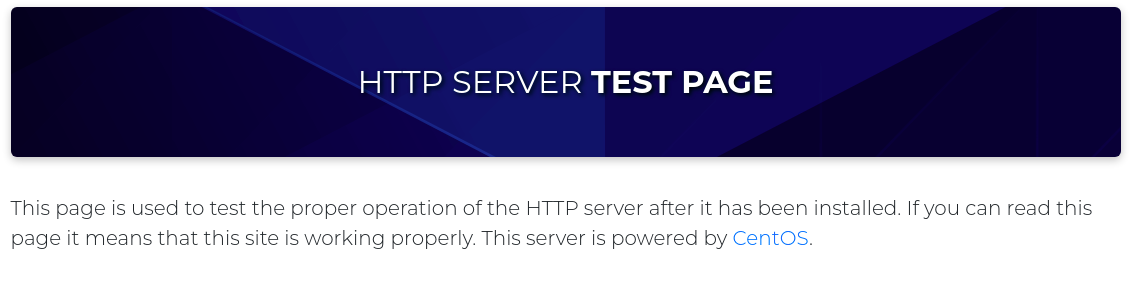 HTTP SERVER TEST PAGE
This page is used to test the proper operation of the HTTP server after it has been installed. If you can read this
page it means that this site is working properly. This server is powered by CentOS.